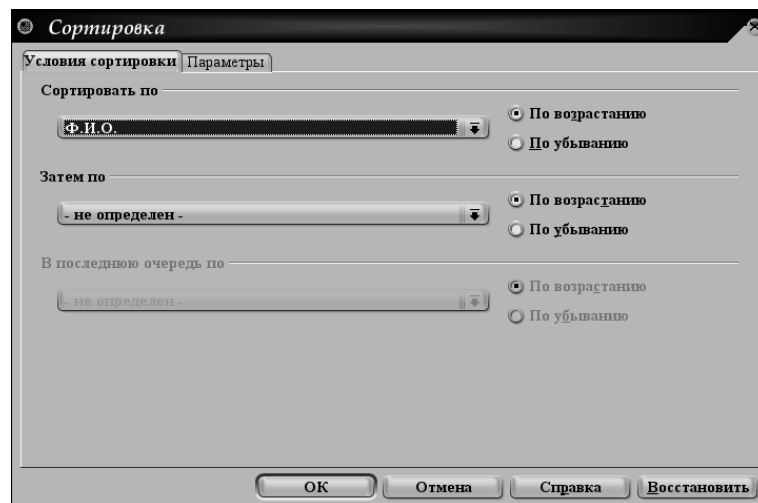 Сортировка
Условия сортировки Параметры
Сортировать по
Ф.И.О.
По возрастанию
По убыванию
Затем по
- не определен -
По возрастанию
По убыванию
В последнюю очередь по
- не определен -
По возрастанию
По убыванию
ОК Отмена Справка Восстановить